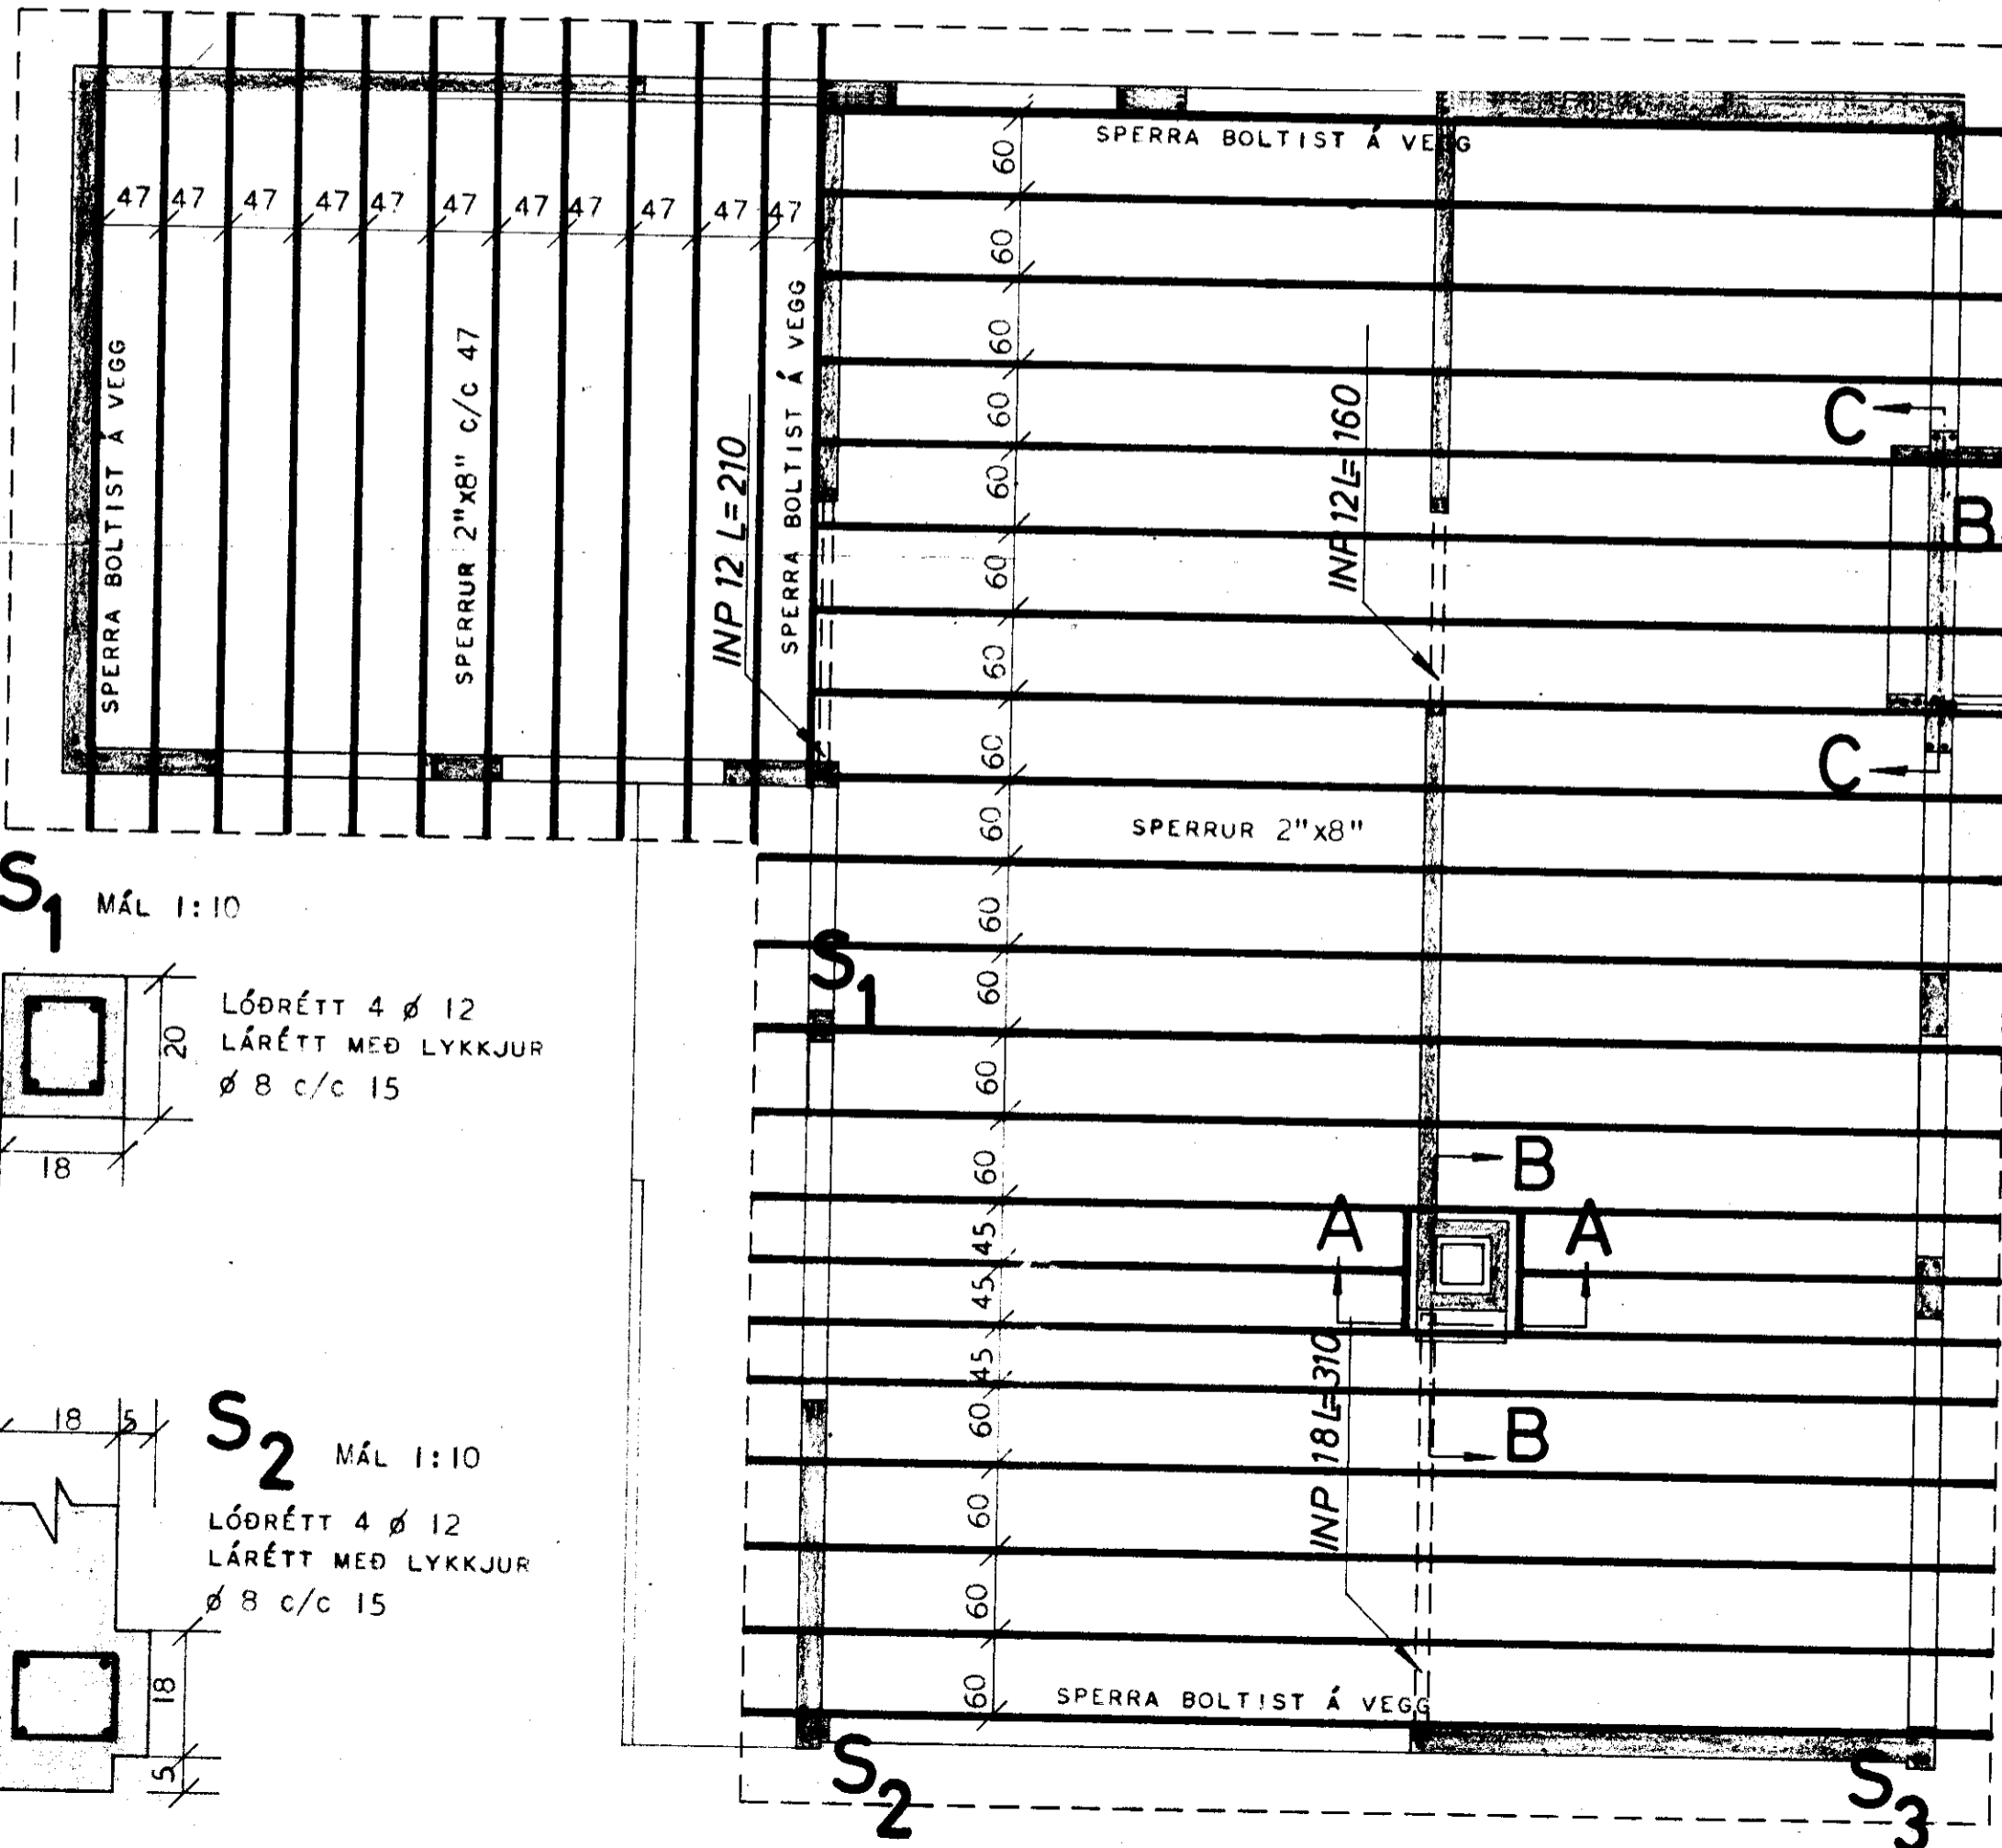 47 47 47 47 47 47 47 47 47 47 47
SPERRA BOLTIST Á VEGG
SPERRUR 2"x8" c/c 47
INP 12 L=210
SPERRA BOLTIST Á VEGG
SPERRA BOLTIST Á VEGG
60
60
60
60
60
60
60
60
60
60
60
60
60
45
45
45
60
60
60
60
INP 12 L=160
C
B
C
SPERRUR 2"x8"
S1
B
A
A
B
INP 18 L=310
SPERRA BOLTIST Á VEGG
S2
S3
S1 MÁL 1:10
LÓÐRÉTT 4 ø 12
LÁRÉTT MEÐ LYKKJUR
ø 8 c/c 15
20
18
18 5
S2 MÁL 1:10
LÓÐRÉTT 4 ø 12
LÁRÉTT MEÐ LYKKJUR
ø 8 c/c 15
18
5